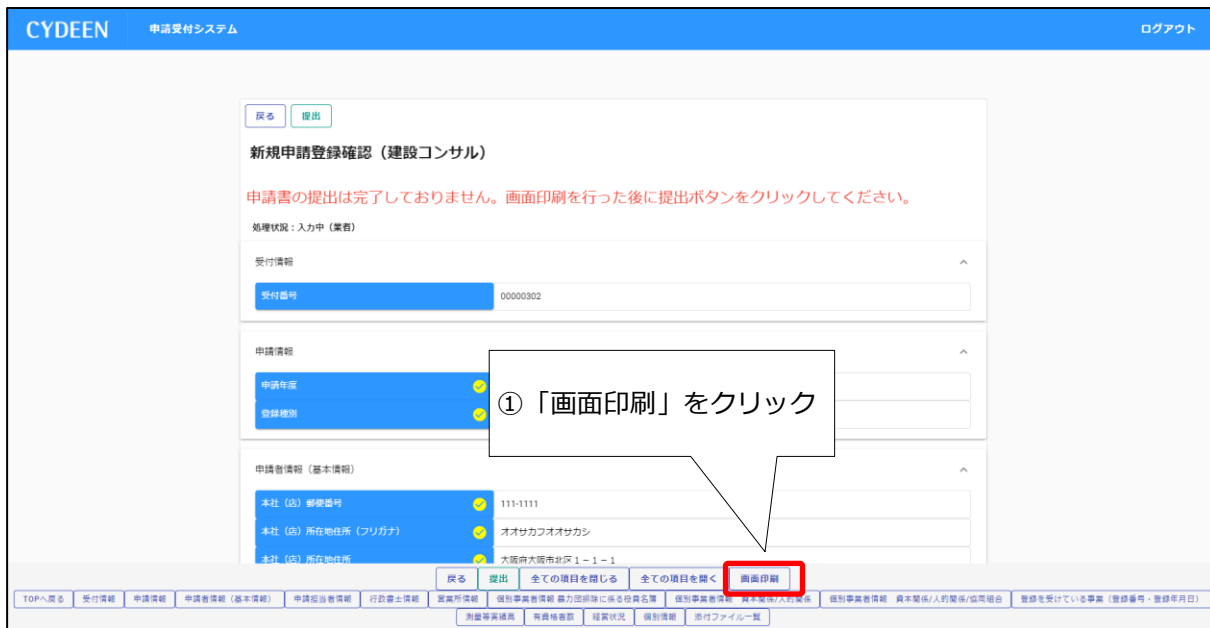 CYDEEN 申請受付システム ログアウト
戻る 提出
新規申請登録確認（建設コンサル）
申請書の提出は完了しておりません。画面印刷を行った後に提出ボタンをクリックしてください。
処理状況：入力中（業者）
受付情報
受付番号 00000302
申請情報
申請年度
登録種別
①「画面印刷」をクリック
申請者情報（基本情報）
本社（店）郵便番号 111-1111
本社（店）所在地住所（フリガナ） オオサカフオオサカシ
本社（店）所在地住所 大阪府大阪市北区１－１－１
戻る 提出 全ての項目を閉じる 全ての項目を開く 画面印刷
TOPへ戻る 受付情報 申請情報 申請者情報（基本情報） 申請担当者情報 行政書士情報 営業所情報 個別事業者情報 暴力団排除に係る役員名簿 個別事業者情報 資本関係/人的関係 個別事業者情報 資本関係/人的関係/協同組合 登録を受けている事業（登録番号・登録年月日）
測量等実績高 有資格者数 経営状況 個別情報 添付ファイル一覧